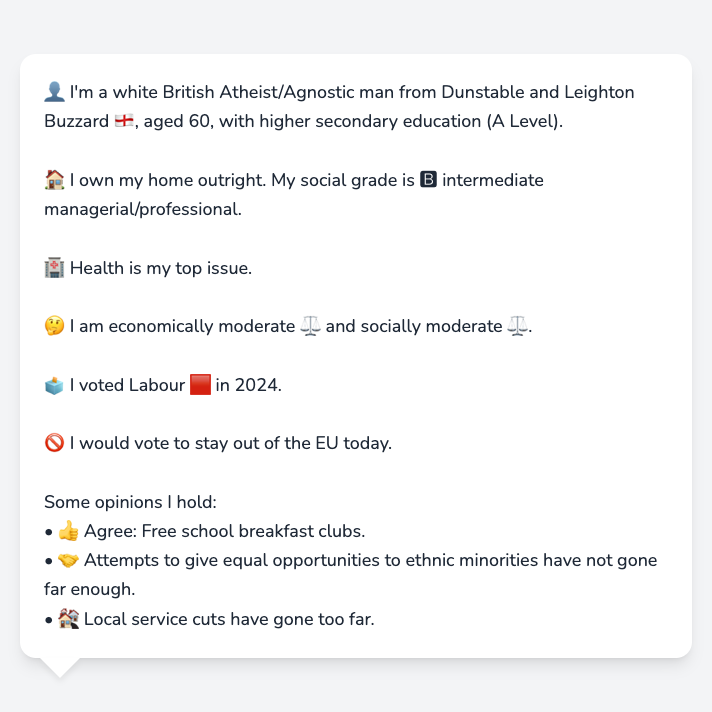 👤 I'm a white British Atheist/Agnostic man from Dunstable and Leighton
Buzzard 🏴󠁧󠁢󠁥󠁮󠁧󠁿, aged 60, with higher secondary education (A Level).
🏠 I own my home outright. My social grade is 🅱 intermediate
managerial/professional.
🏥 Health is my top issue.
🤔 I am economically moderate ⚖️ and socially moderate ⚖️.
🗳️ I voted Labour 🟥 in 2024.
🚫 I would vote to stay out of the EU today.
Some opinions I hold:
• 👍 Agree: Free school breakfast clubs.
• 🤝 Attempts to give equal opportunities to ethnic minorities have not gone
far enough.
• 🏚️ Local service cuts have gone too far.